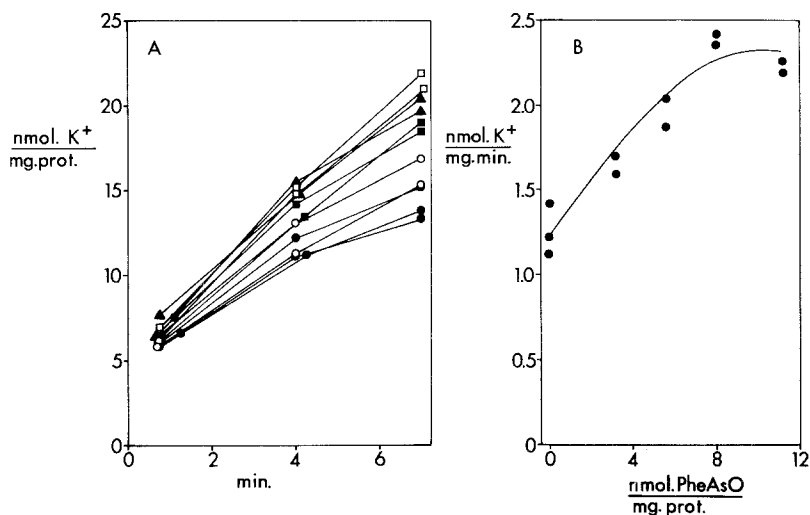 A
25
20
nmol. K+
mg.prot.
15
10
5
0
0
2
4
6
min.
B
2.5
2.0
nmol. K+
mg.min.
1.5
1.0
0.5
0.0
0
4
8
12
nmol. PheAsO
mg. prot.